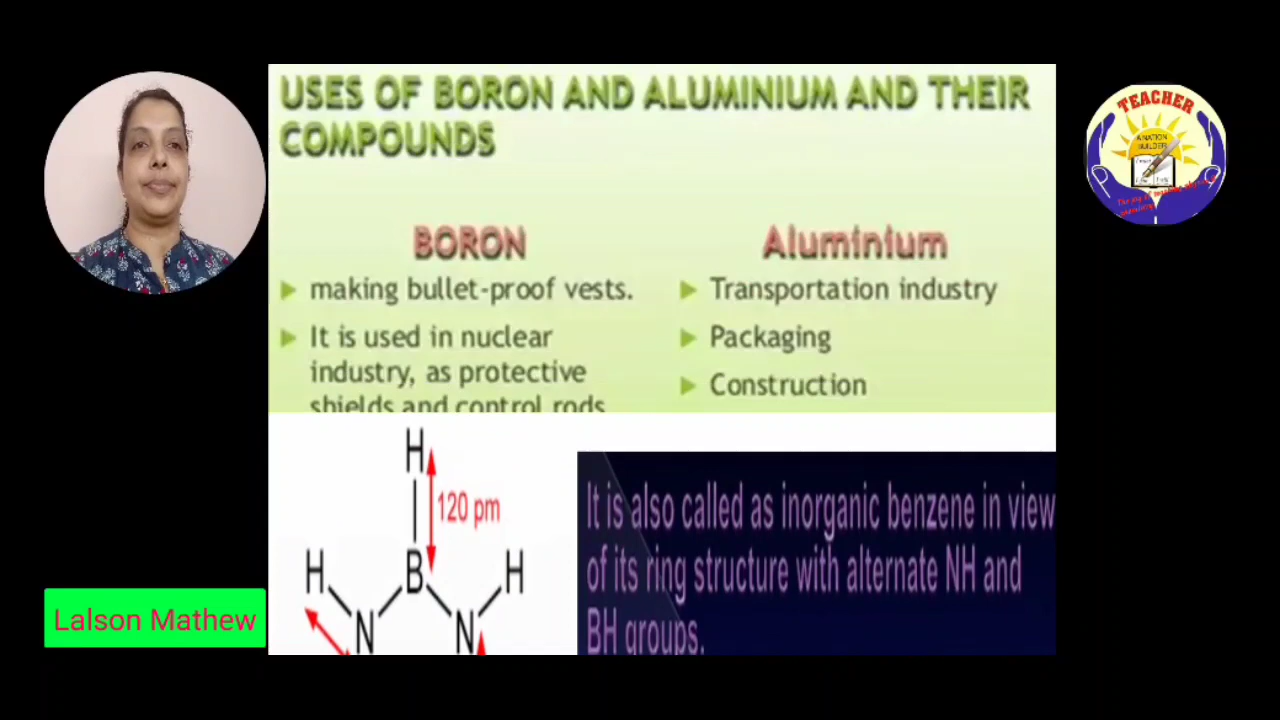 USES OF BORON AND ALUMINIUM AND THEIR
COMPOUNDS
BORON
making bullet-proof vests.
It is used in nuclear
industry, as protective
shields and control rods
Aluminium
Transportation industry
Packaging
Construction
H
120 pm
H
B
H
N
N
It is also called as inorganic benzene in view
of its ring structure with alternate NH and
BH groups.
Lalson Mathew
TEACHER
A NATION
BUILDER